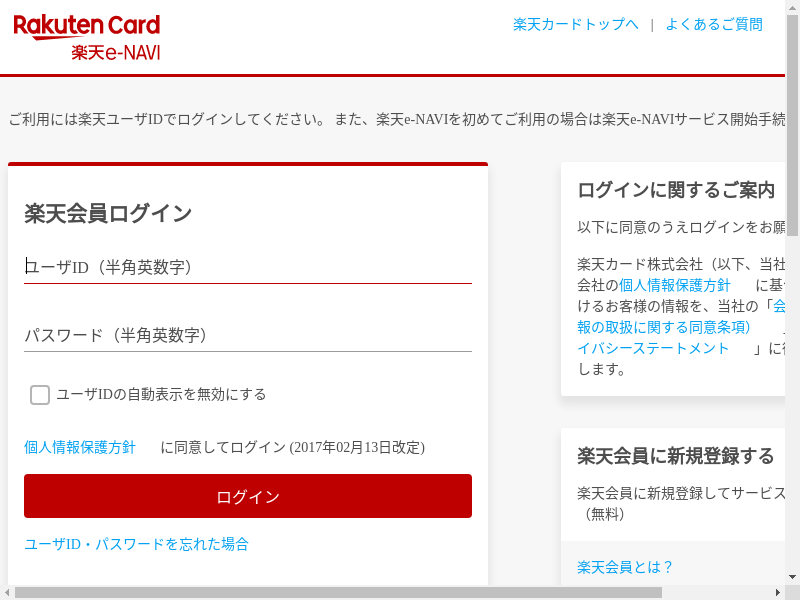 Rakuten Card
楽天e-NAVI
楽天カードトップへ | よくあるご質問
ご利用には楽天ユーザIDでログインしてください。 また、楽天e-NAVIを初めてご利用の場合は楽天e-NAVIサービス開始手続
楽天会員ログイン
ユーザID（半角英数字）
パスワード（半角英数字）
ユーザIDの自動表示を無効にする
個人情報保護方針 に同意してログイン (2017年02月13日改定)
ログイン
ユーザID・パスワードを忘れた場合
ログインに関するご案内
以下に同意のうえログインをお願
楽天カード株式会社（以下、当社
会社の個人情報保護方針 に基
けるお客様の情報を、当社の「会
報の取扱に関する同意条項）
イバシーステートメント 」に
します。
楽天会員に新規登録する
楽天会員に新規登録してサービス
（無料）
楽天会員とは？